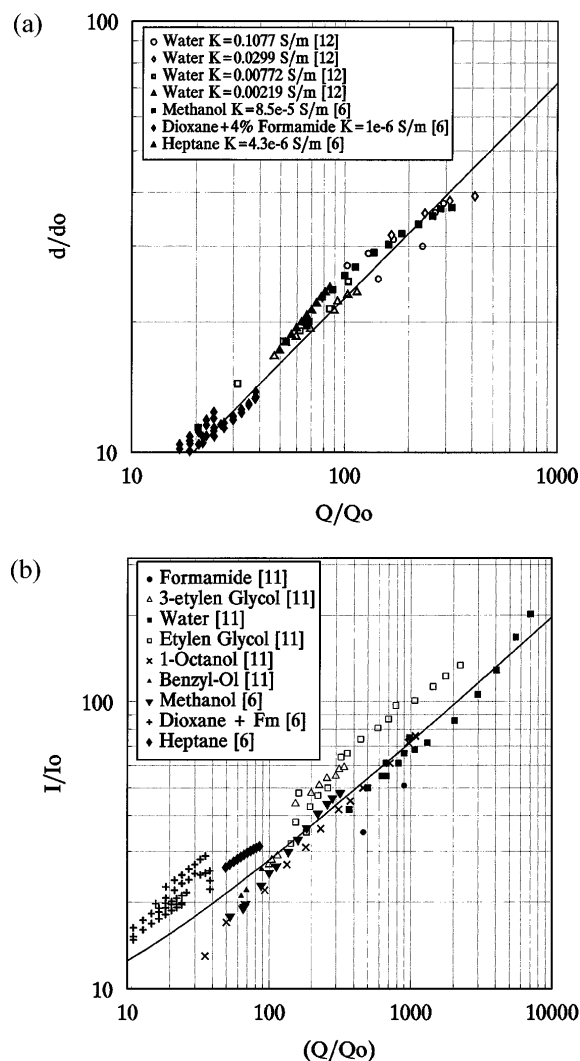 (a)
100
Water K=0.1077 S/m [12]
Water K=0.0299 S/m [12]
Water K=0.00772 S/m [12]
Water K=0.00219 S/m [12]
Methanol K=8.5e-5 S/m [6]
Dioxane+4% Formamide K=1e-6 S/m [6]
Heptane K=4.3e-6 S/m [6]
d/do
10
10
100
1000
Q/Qo
(b)
Formamide [11]
3-etylen Glycol [11]
Water [11]
Etylen Glycol [11]
1-Octanol [11]
Benzyl-Ol [11]
Methanol [6]
Dioxane + Fm [6]
Heptane [6]
100
I/Io
10
10
100
1000
10000
(Q/Qo)